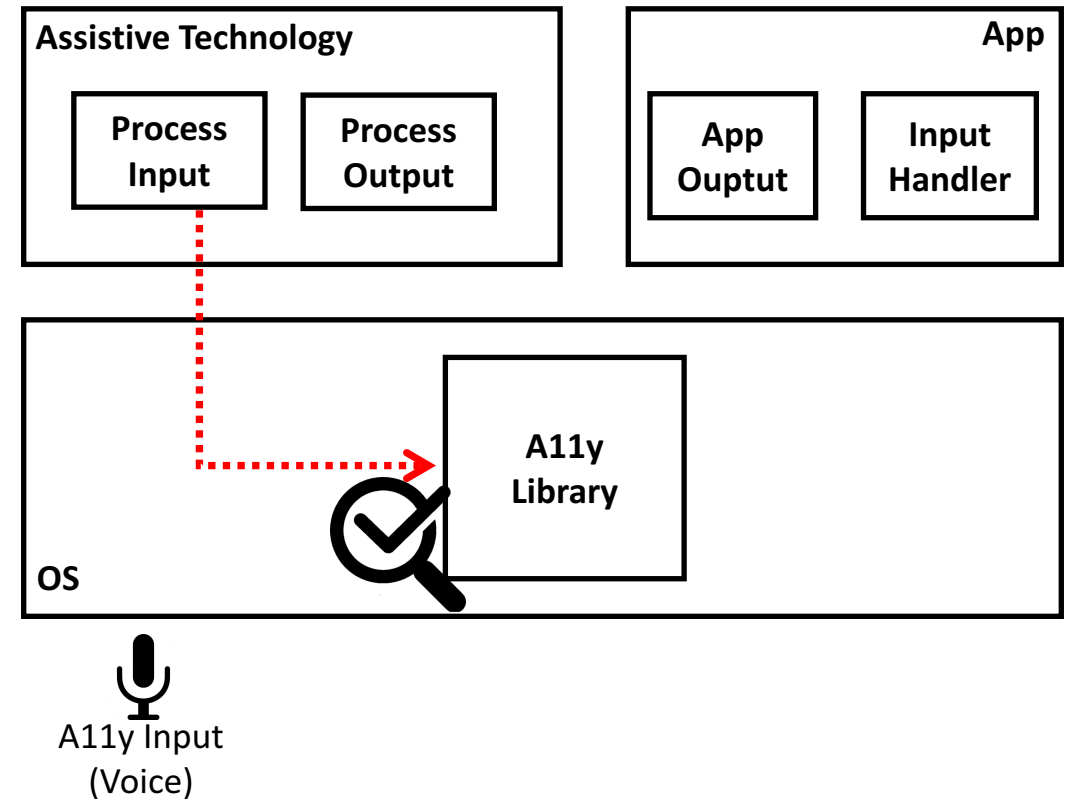 Assistive Technology
Process
Input
Process
Output
App
App
Ouptut
Input
Handler
A11y
Library
OS
A11y Input
(Voice)